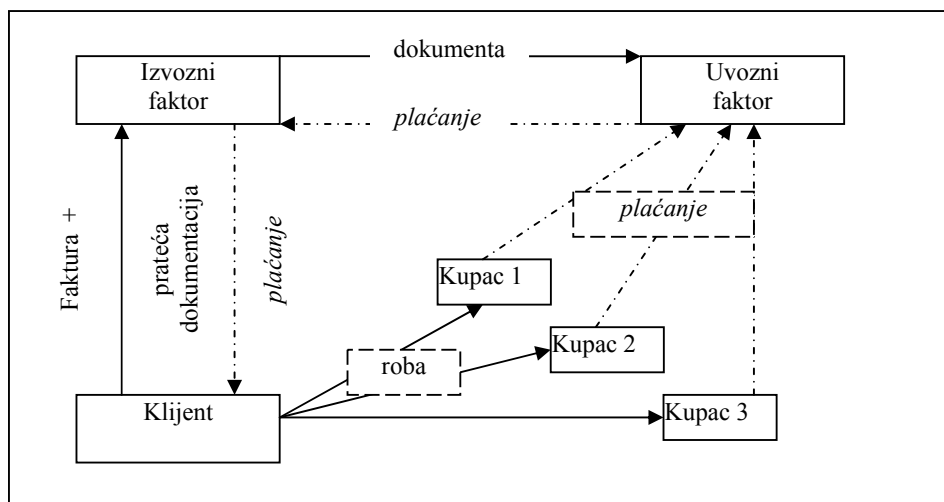 dokumenta
Izvozni
faktor
Uvozni
faktor
plaćanje
Faktura +
prateća
dokumentacija
plaćanje
plaćanje
Kupac 1
Kupac 2
roba
Klijent
Kupac 3